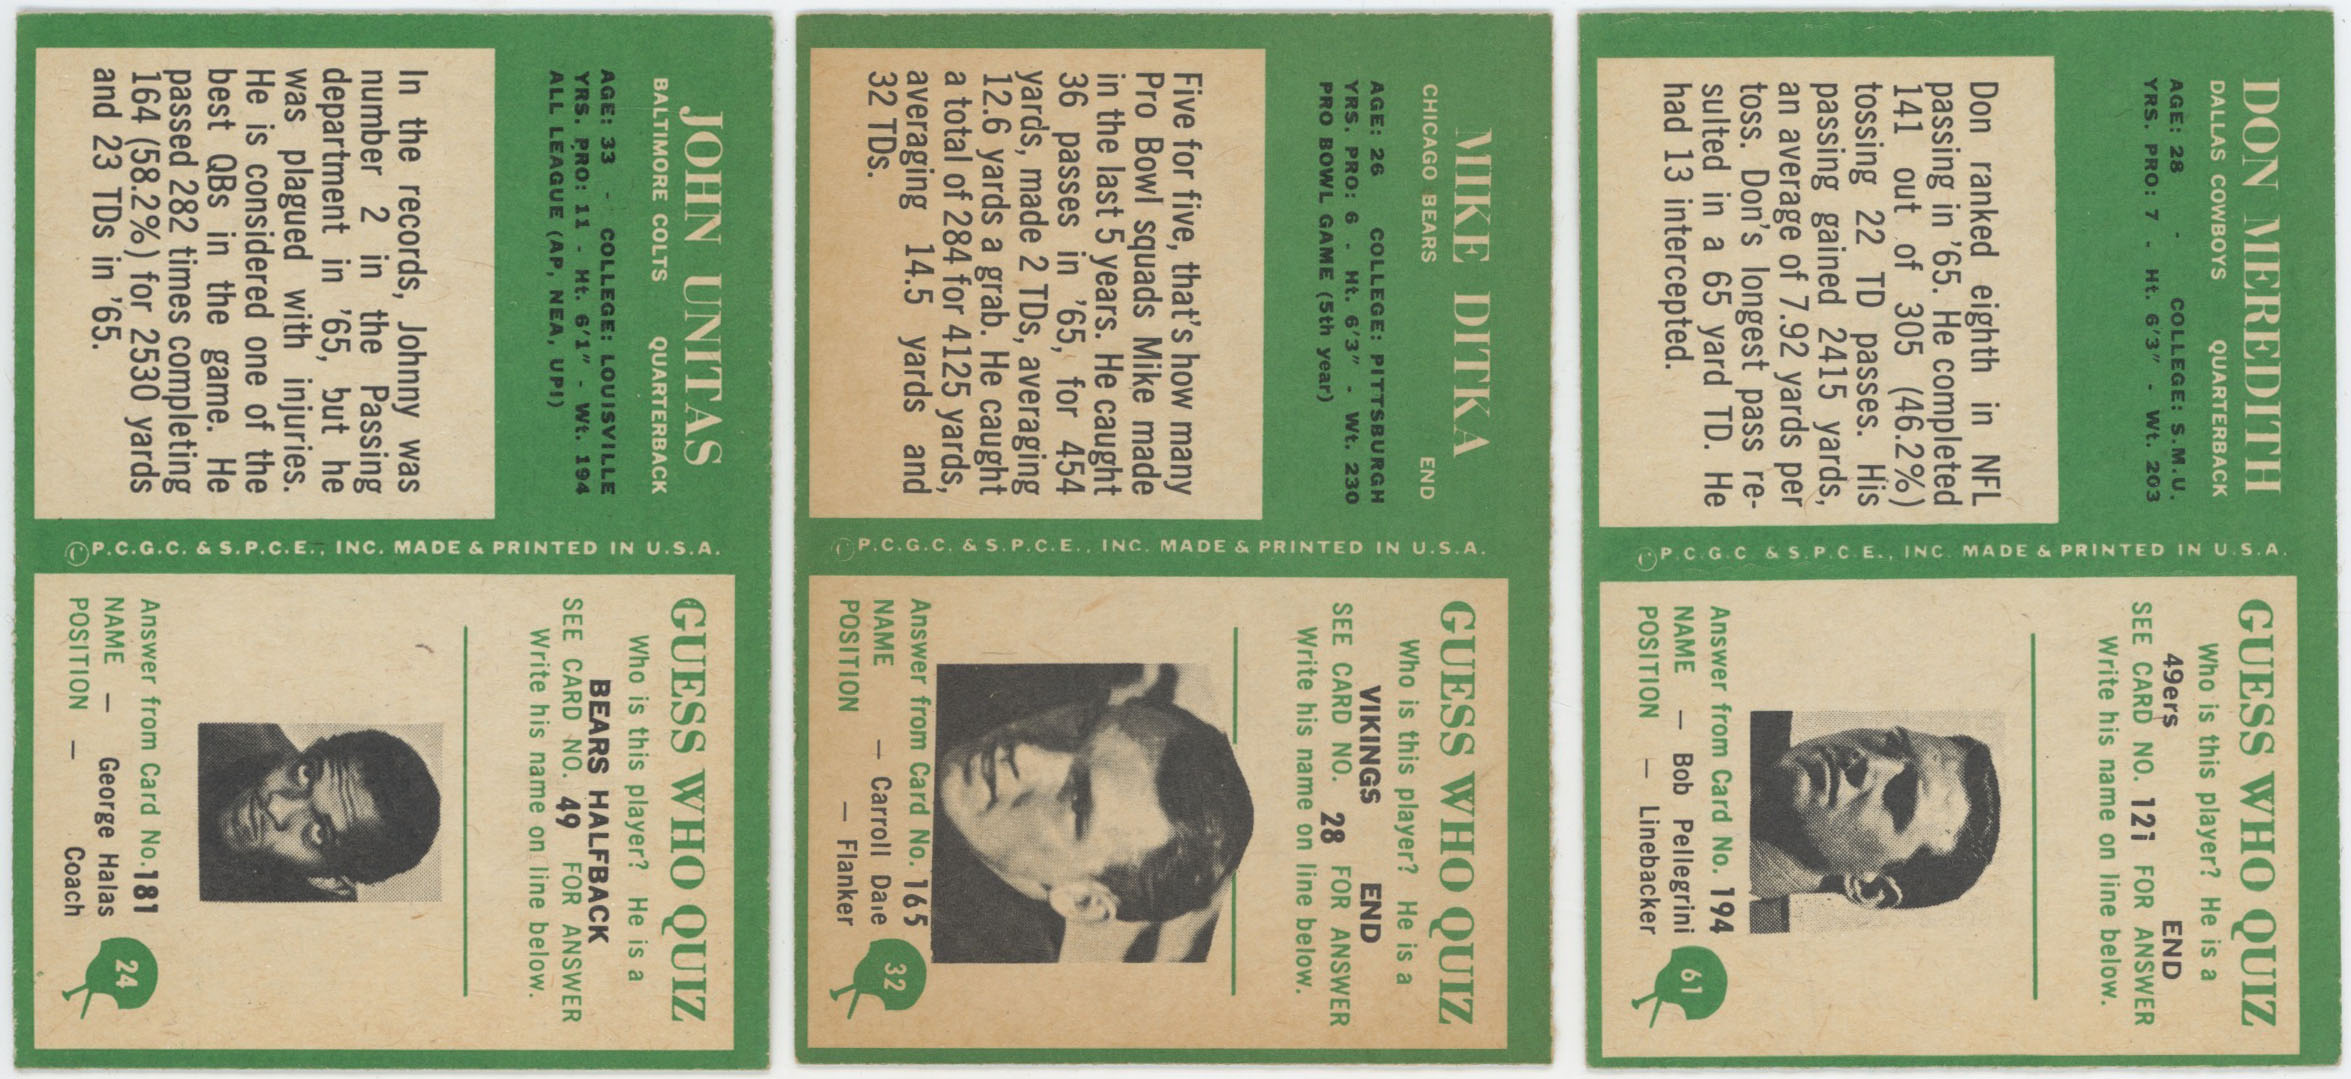 JOHN UNITAS
BALTIMORE COLTS QUARTERBACK
AGE: 33 - COLLEGE: LOUISVILLE
YRS. PRO: 11 - Ht. 6'1" - Wt. 194
ALL LEAGUE (AP, NEA, UPI)
In the records, Johnny was
number 2 in the Passing
department in '65, but he
was plagued with injuries.
He is considered one of the
best QBs in the game. He
passed 282 times completing
164 (58.2%) for 2530 yards
and 23 TDs in '65.
©P.C.G.C. & S.P.C.E., INC. MADE & PRINTED IN U.S.A.
GUESS WHO QUIZ
Who is this player? He is a
BEARS HALFBACK
SEE CARD NO. 49 FOR ANSWER
Write his name on line below.
Answer from Card No. 181
NAME — George Halas
POSITION — Coach
24
MIKE DITKA
CHICAGO BEARS END
AGE: 26 COLLEGE: PITTSBURGH
YRS. PRO: 6 - Ht. 6'3" - Wt. 230
PRO BOWL GAME (5th year)
Five for five, that's how many
Pro Bowl squads Mike made
in the last 5 years. He caught
36 passes in '65, for 454
yards, made 2 TDs, averaging
12.6 yards a grab. He caught
a total of 284 for 4125 yards,
averaging 14.5 yards and
32 TDs.
©P.C.G.C. & S.P.C.E., INC. MADE & PRINTED IN U.S.A.
GUESS WHO QUIZ
Who is this player? He is a
VIKINGS END
SEE CARD NO. 28 FOR ANSWER
Write his name on line below.
Answer from Card No. 165
NAME — Carroll Dale
POSITION — Flanker
32
DON MEREDITH
DALLAS COWBOYS QUARTERBACK
AGE: 28 - COLLEGE: S.M.U.
YRS. PRO: 7 - Ht. 6'3" - Wt. 203
Don ranked eighth in NFL
passing in '65. He completed
141 out of 305 (46.2%)
tossing 22 TD passes. His
passing gained 2415 yards,
an average of 7.92 yards per
toss. Don's longest pass re-
sulted in a 65 yard TD. He
had 13 intercepted.
©P.C.G.C & S.P.C.E., INC. MADE & PRINTED IN U.S.A.
GUESS WHO QUIZ
Who is this player? He is a
49ers END
SEE CARD NO. 121 FOR ANSWER
Write his name on line below.
Answer from Card No. 194
NAME — Bob Pellegrini
POSITION — Linebacker
61